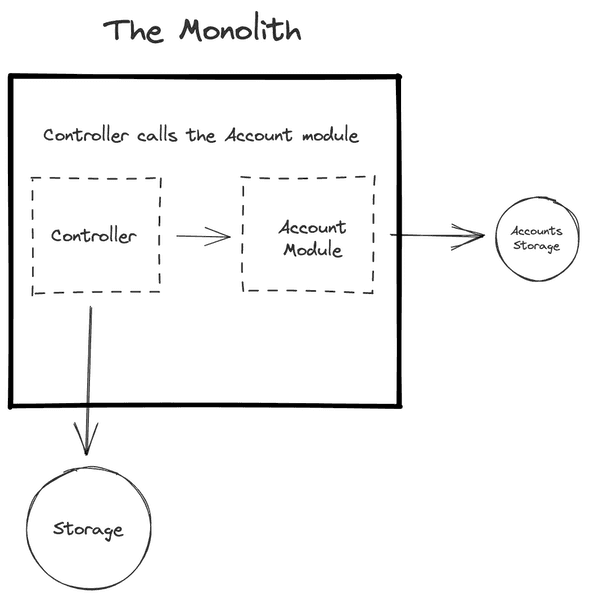 The Monolith
Controller calls the Account module
Controller
Account
Module
Accounts
Storage
Storage